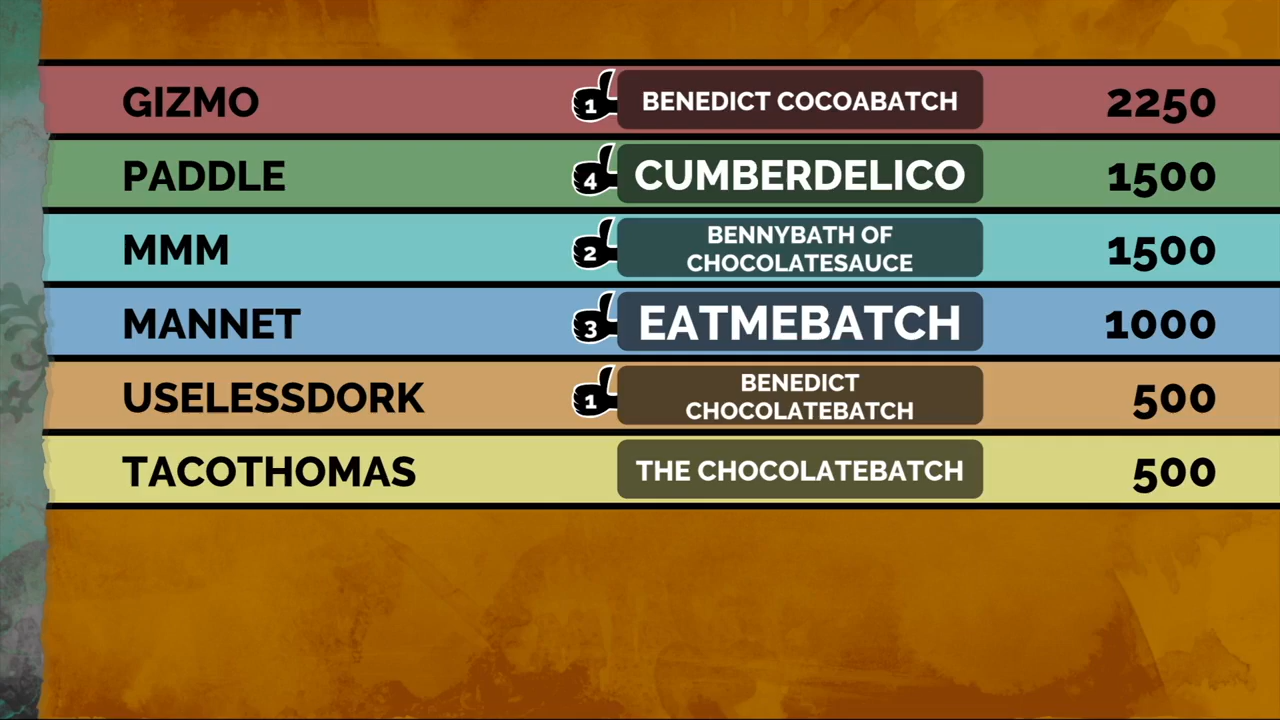 GIZMO 1 BENEDICT COCOABATCH 2250
PADDLE 4 CUMBERDELICO 1500
MMM 2 BENNYBATH OF
CHOCOLATESAUCE 1500
MANNET 3 EATMEBATCH 1000
USELESSDORK 1 BENEDICT
CHOCOLATEBATCH 500
TACOTHOMAS THE CHOCOLATEBATCH 500